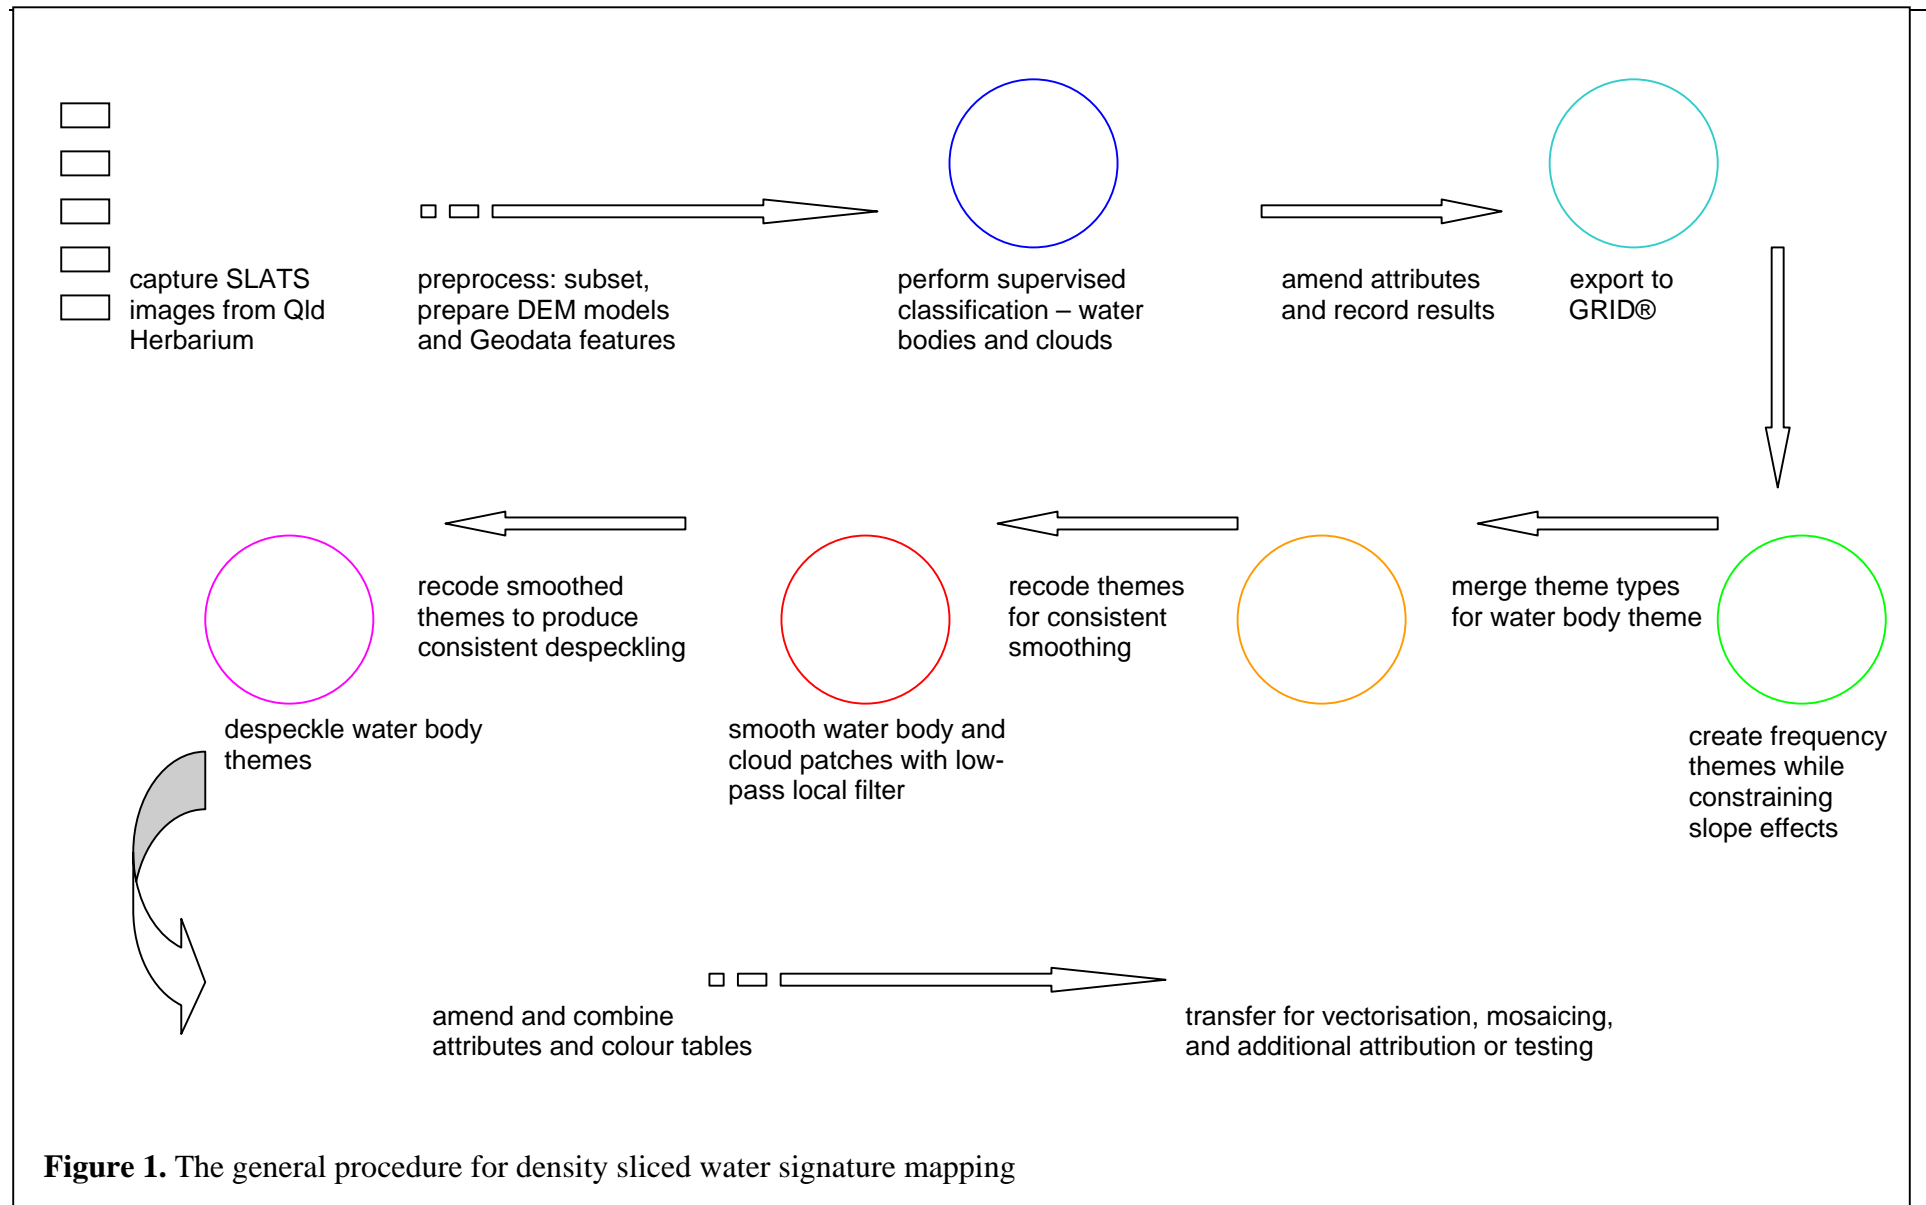 capture SLATS
images from Qld
Herbarium
preprocess: subset,
prepare DEM models
and Geodata features
perform supervised
classification – water
bodies and clouds
amend attributes
and record results
export to
GRID®
create frequency
themes while
constraining
slope effects
merge theme types
for water body theme
recode themes
for consistent
smoothing
smooth water body and
cloud patches with low-
pass local filter
recode smoothed
themes to produce
consistent despeckling
despeckle water body
themes
amend and combine
attributes and colour tables
transfer for vectorisation, mosaicing,
and additional attribution or testing
Figure 1. The general procedure for density sliced water signature mapping